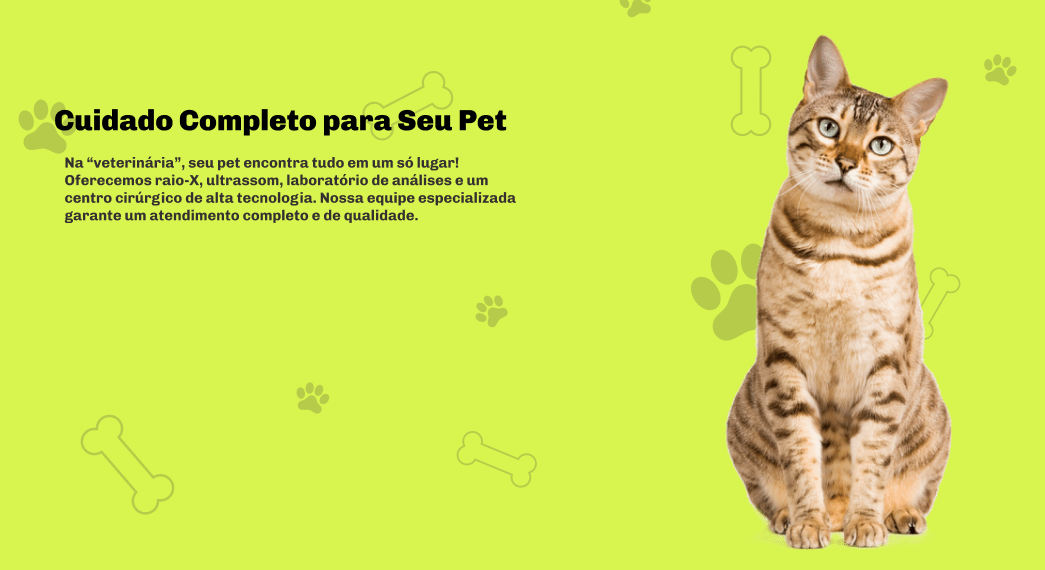 Cuidado Completo para Seu Pet
Na “veterinária”, seu pet encontra tudo em um só lugar!
Oferecemos raio-X, ultrassom, laboratório de análises e um
centro cirúrgico de alta tecnologia. Nossa equipe especializada
garante um atendimento completo e de qualidade.